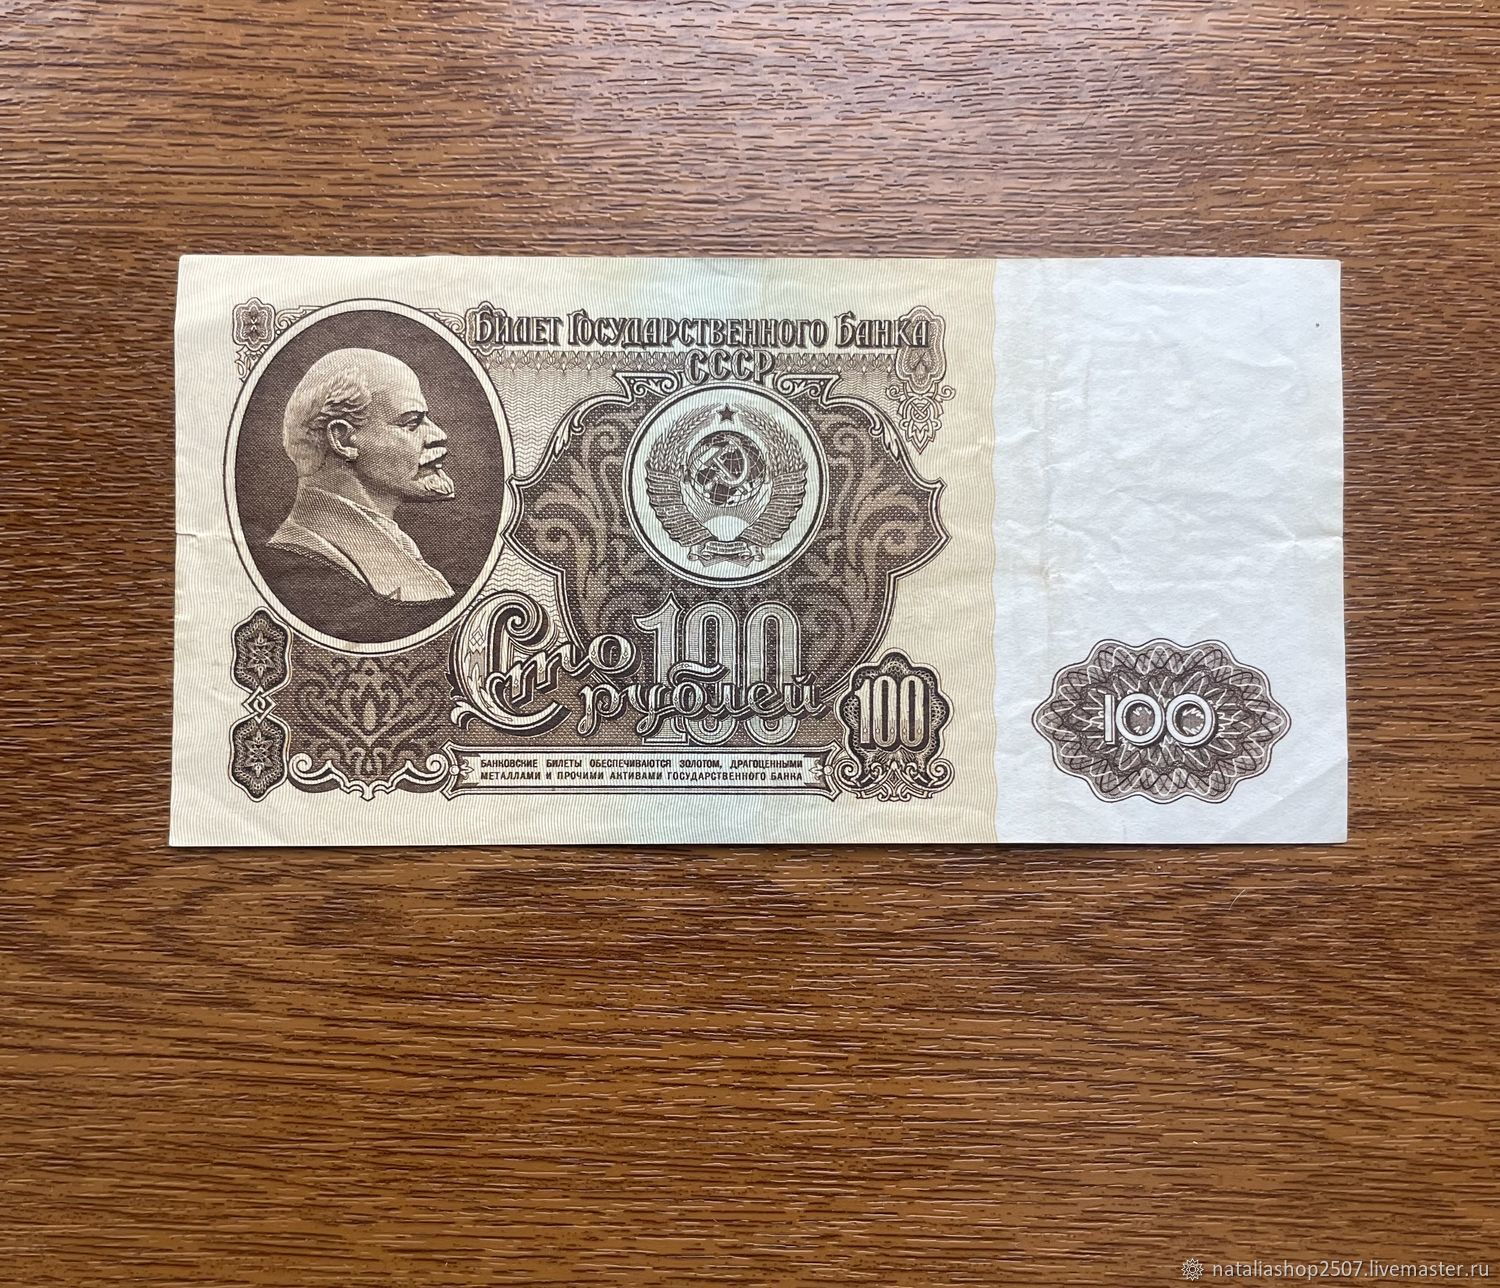 Билет Государственного Банка
СССР
100
Сто
рублей
100
100
БАНКОВСКИЕ БИЛЕТЫ ОБЕСПЕЧИВАЮТСЯ ЗОЛОТОМ, ДРАГОЦЕННЫМИ
МЕТАЛЛАМИ И ПРОЧИМИ АКТИВАМИ ГОСУДАРСТВЕННОГО БАНКА
nataliashop2507.livemaster.ru